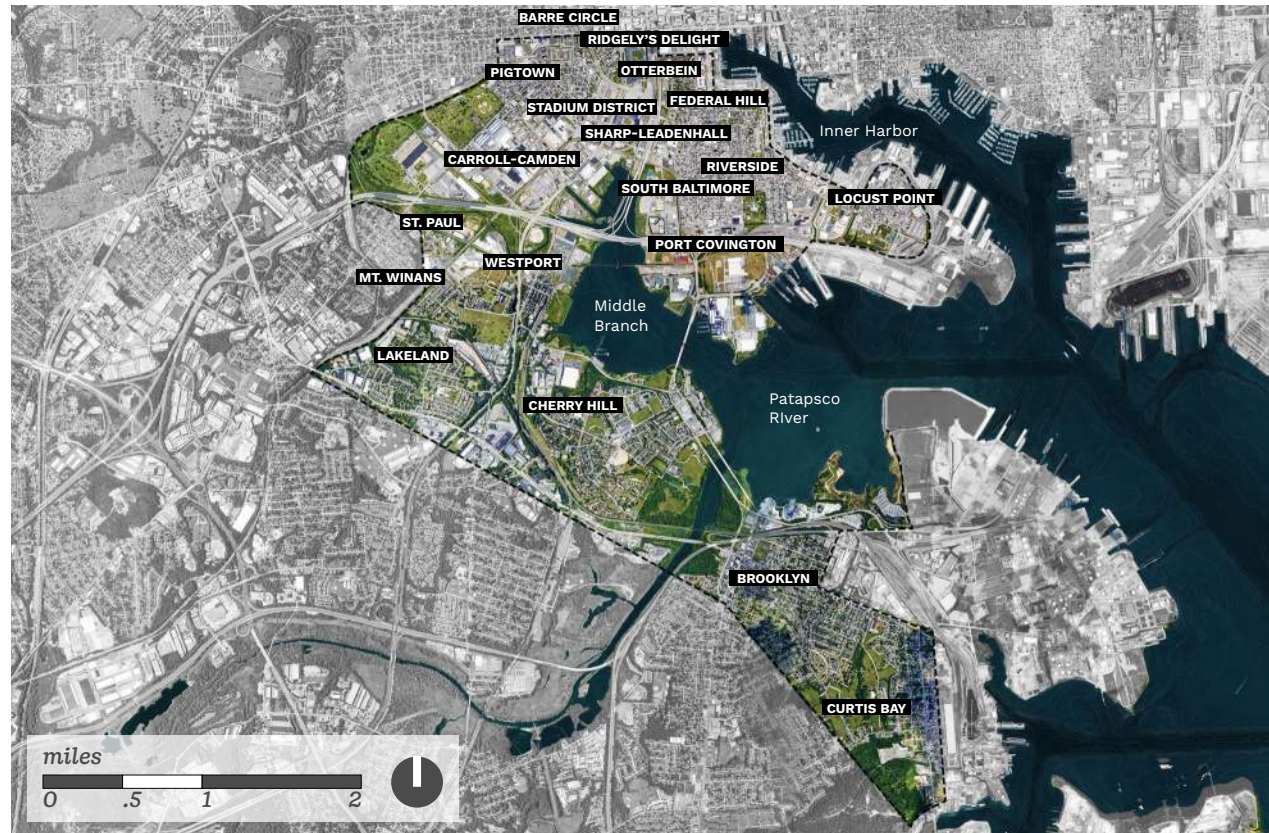 BARRE CIRCLE
RIDGELY'S DELIGHT
PIGTOWN
OTTERBEIN
STADIUM DISTRICT
FEDERAL HILL
SHARP-LEADENHALL
Inner Harbor
CARROLL-CAMDEN
RIVERSIDE
SOUTH BALTIMORE
LOCUST POINT
ST. PAUL
PORT COVINGTON
WESTPORT
MT. WINANS
Middle
Branch
LAKELAND
CHERRY HILL
Patapsco
RIver
BROOKLYN
CURTIS BAY
miles
0 .5 1 2